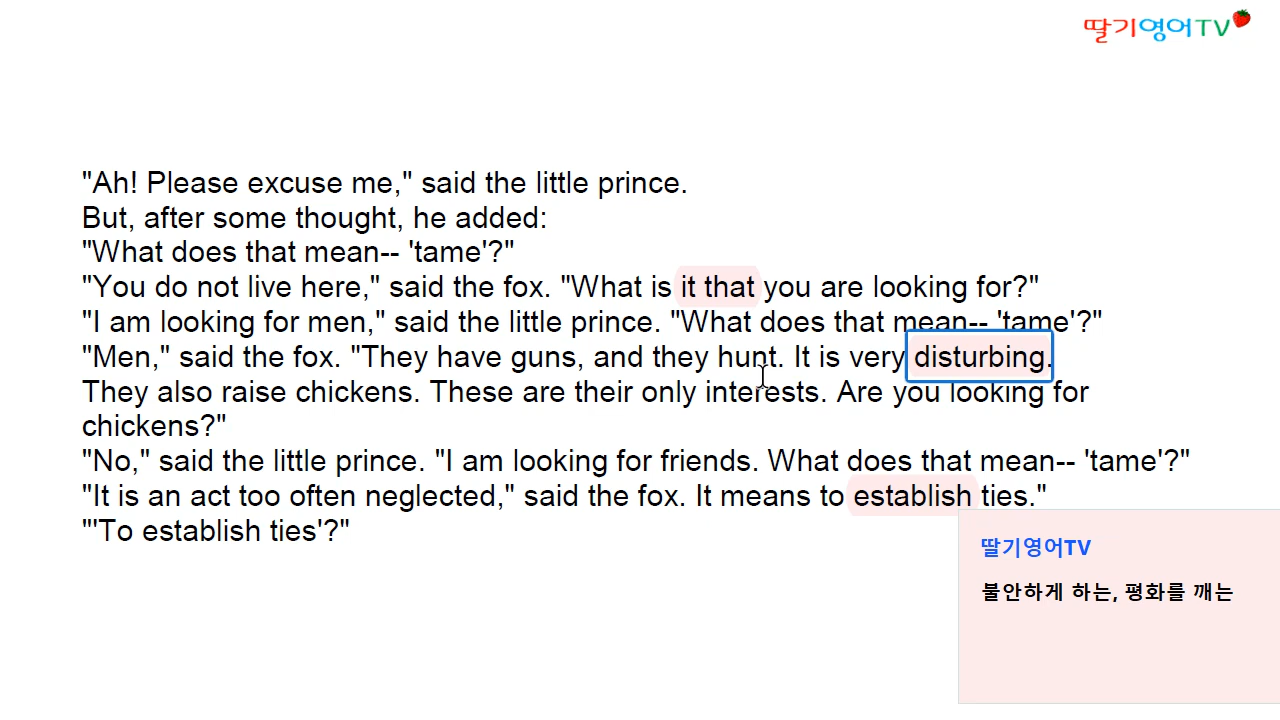 딸기영어TV
"Ah! Please excuse me," said the little prince.
But, after some thought, he added:
"What does that mean-- 'tame'?"
"You do not live here," said the fox. "What is it that you are looking for?"
"I am looking for men," said the little prince. "What does that mean-- 'tame'?"
"Men," said the fox. "They have guns, and they hunt. It is very disturbing.
They also raise chickens. These are their only interests. Are you looking for
chickens?"
"No," said the little prince. "I am looking for friends. What does that mean-- 'tame'?"
"It is an act too often neglected," said the fox. It means to establish ties."
"'To establish ties'?"
딸기영어TV
불안하게 하는, 평화를 깨는